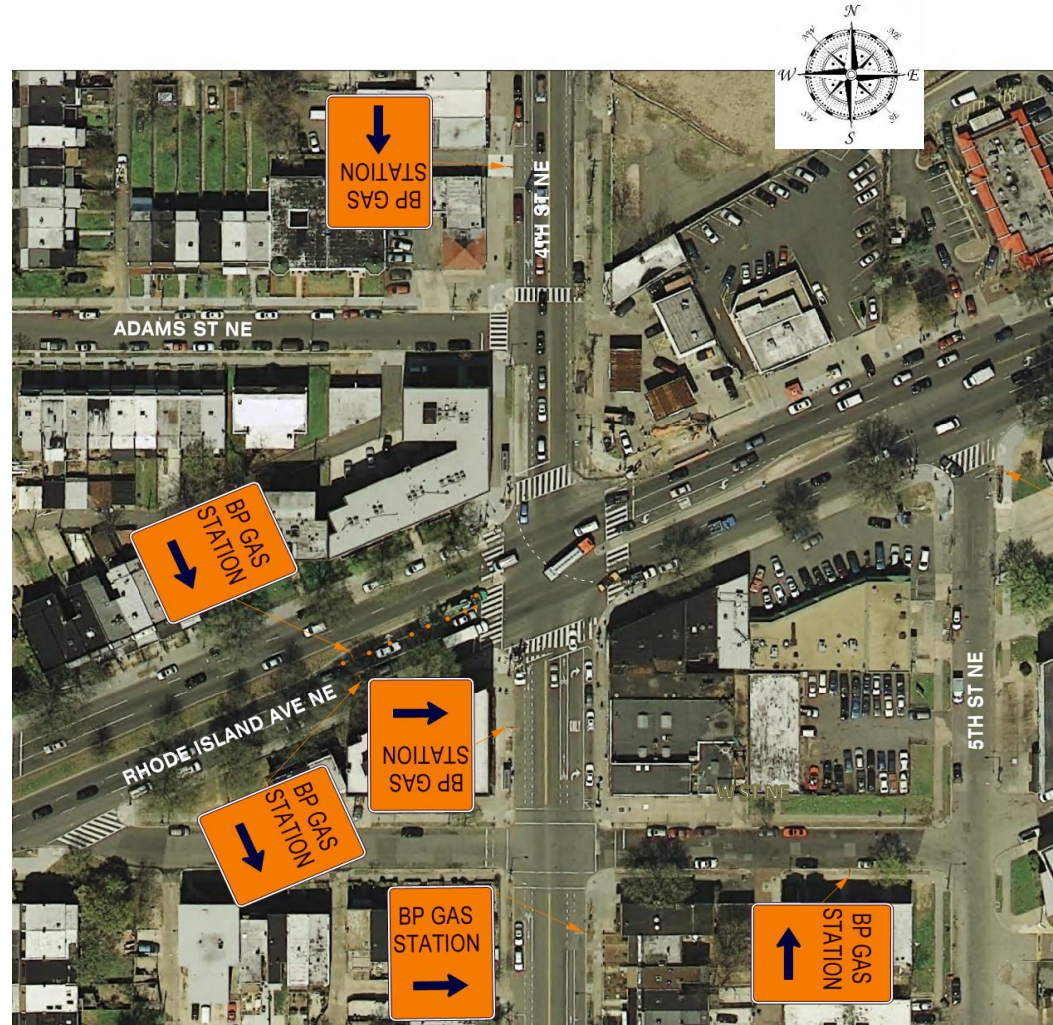 N
NW
NE
W
E
SW
SE
S
BP GAS
STATION
4TH ST NE
ADAMS ST NE
BP GAS
STATION
RHODE ISLAND AVE NE
BP GAS
STATION
5TH ST NE
W ST NE
BP GAS
STATION
BP GAS
STATION
BP GAS
STATION